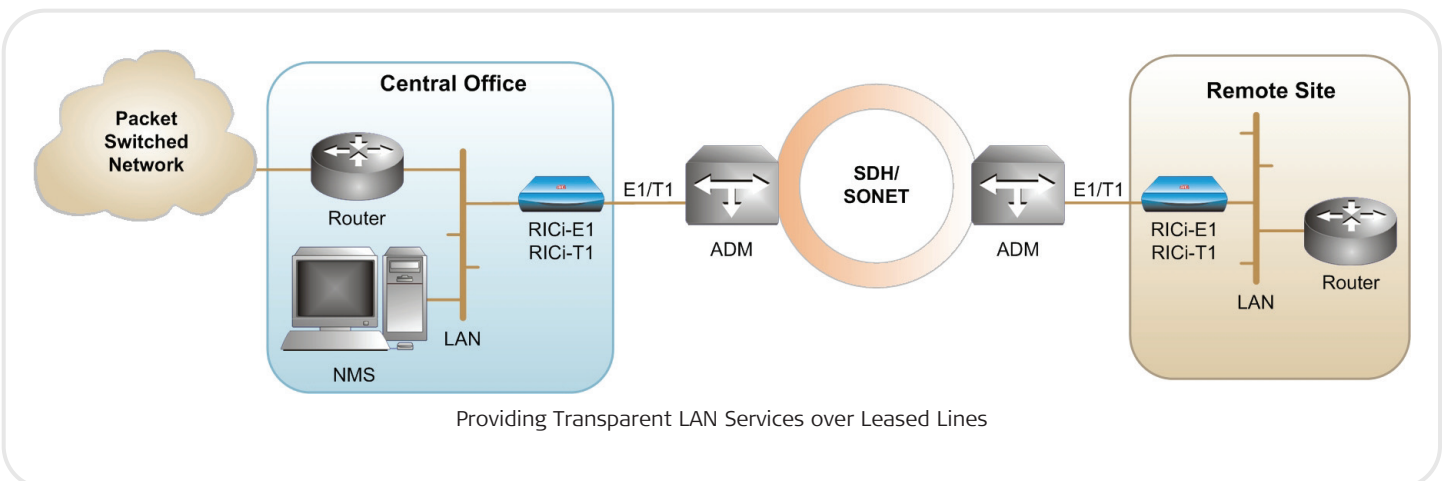 Packet
Switched
Network
Central Office
Router
NMS
LAN
RICi-E1
RICi-T1
E1/T1
ADM
SDH/
SONET
ADM
E1/T1
Remote Site
RICi-E1
RICi-T1
LAN
Router
Providing Transparent LAN Services over Leased Lines